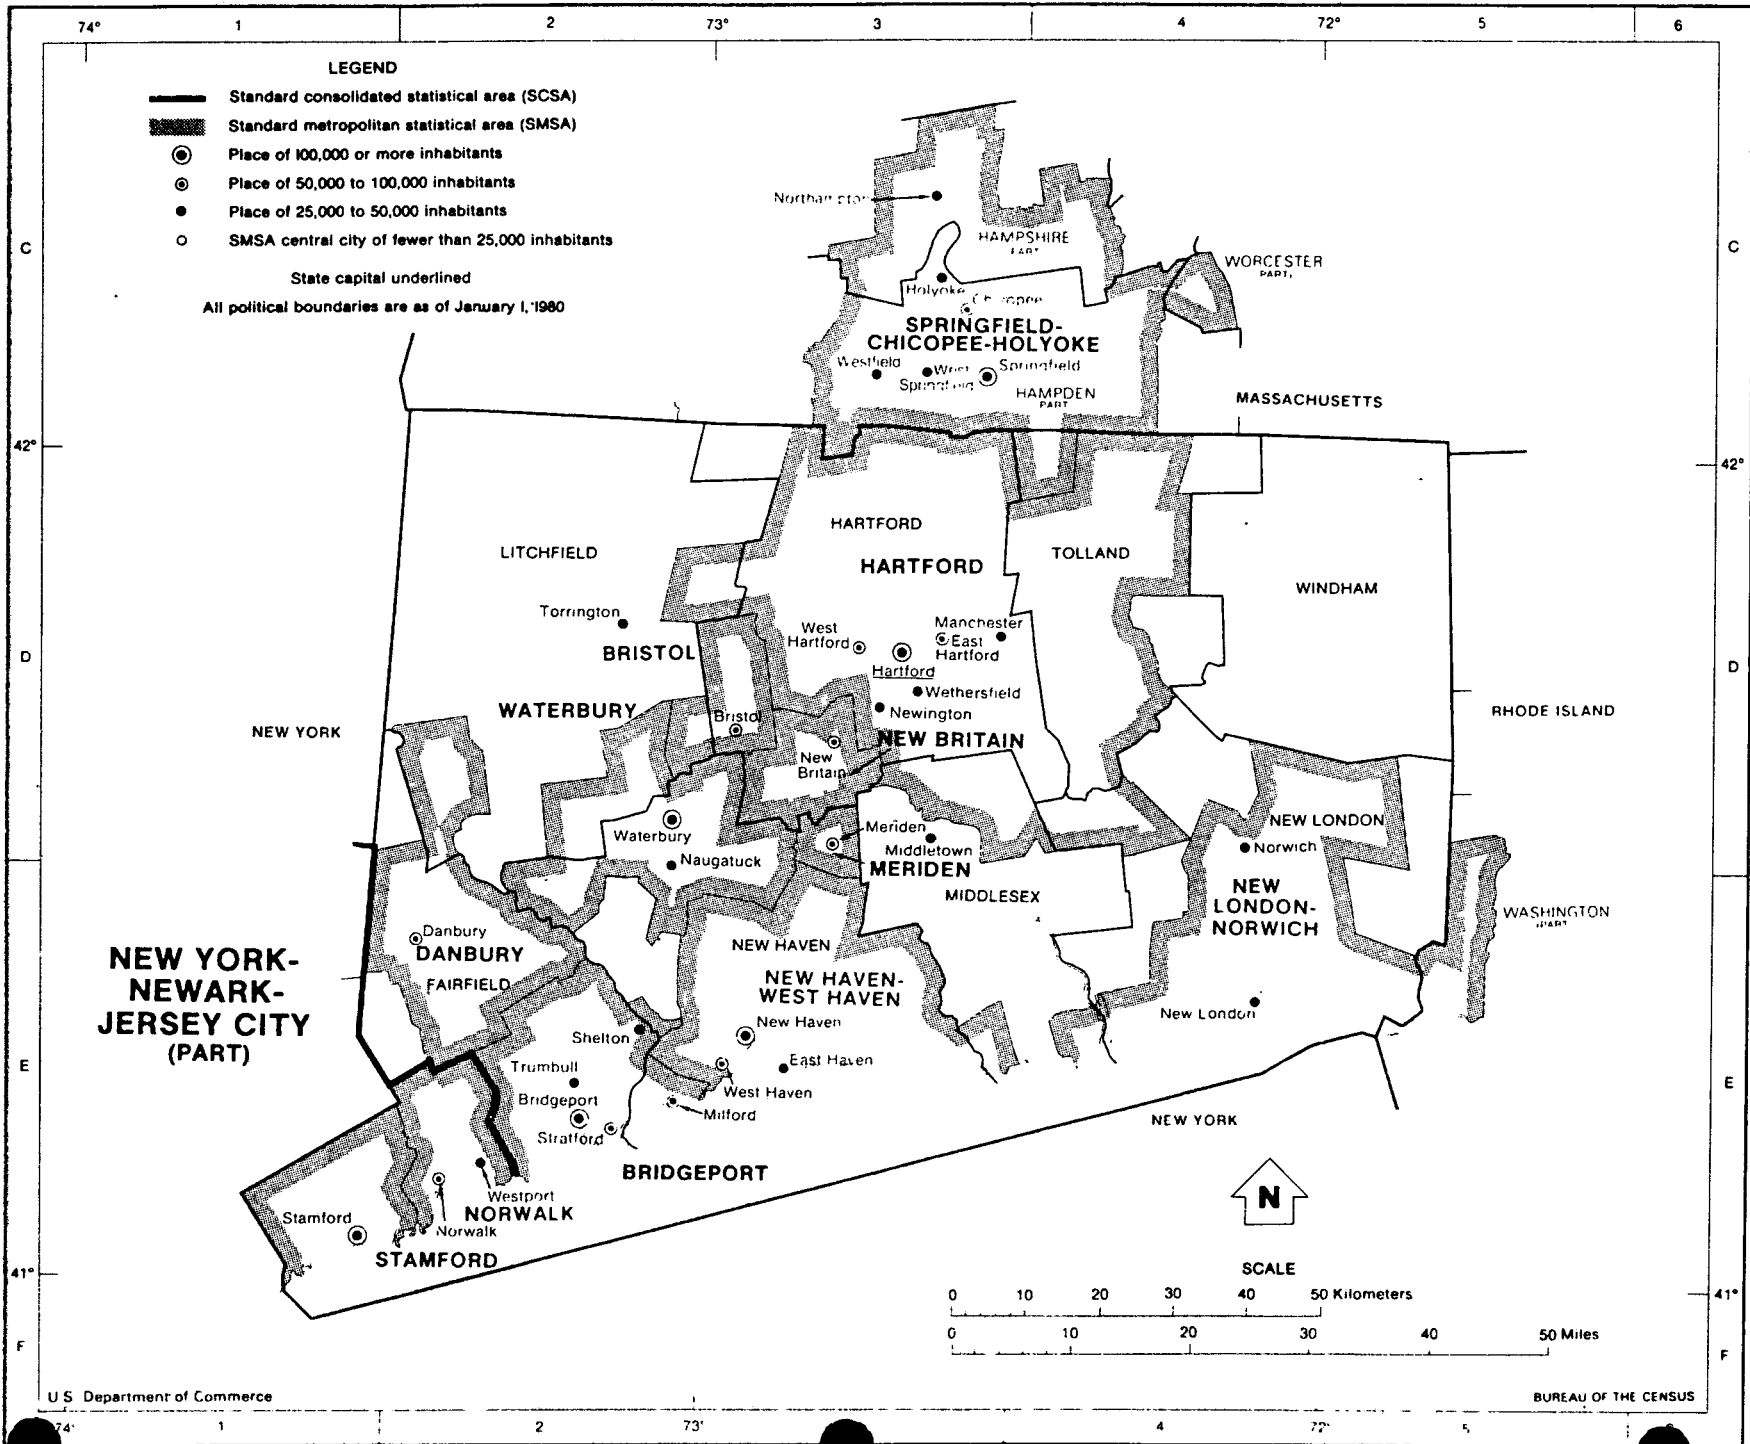 74° 1 2 73° 3 4 72° 5 6
LEGEND
Standard consolidated statistical area (SCSA)
Standard metropolitan statistical area (SMSA)
Place of 100,000 or more inhabitants
Place of 50,000 to 100,000 inhabitants
Place of 25,000 to 50,000 inhabitants
SMSA central city of fewer than 25,000 inhabitants
State capital underlined
All political boundaries are as of January 1, 1980
C
C
HAMPSHIRE
PART
WORCESTER
(PART)
Holyoke
SPRINGFIELD-
CHICOPEE-HOLYOKE
Westfield
West
Springfield
Springfield
HAMPDEN
PART
MASSACHUSETTS
42°
42°
HARTFORD
LITCHFIELD
HARTFORD
TOLLAND
WINDHAM
Torrington
West
Hartford
Manchester
East
Hartford
Hartford
BRISTOL
D
D
Wethersfield
WATERBURY
Bristol
Newington
NEW YORK
RHODE ISLAND
NEW BRITAIN
New
Britain
Waterbury
Meriden
NEW LONDON
Naugatuck
Middletown
Norwich
MERIDEN
MIDDLESEX
NEW
LONDON-
NORWICH
WASHINGTON
(PART)
Danbury
DANBURY
NEW HAVEN
NEW YORK-
NEWARK-
JERSEY CITY
(PART)
FAIRFIELD
NEW HAVEN-
WEST HAVEN
New London
New Haven
Shelton
E
E
Trumbull
East Haven
West Haven
Bridgeport
Milford
Stratford
NEW YORK
BRIDGEPORT
Westport
NORWALK
N
Stamford
Norwalk
STAMFORD
SCALE
41°
41°
0 10 20 30 40 50 Kilometers
0 10 20 30 40 50 Miles
F
F
U S Department of Commerce
BUREAU OF THE CENSUS
74° 1 2 73° 4 72° 5